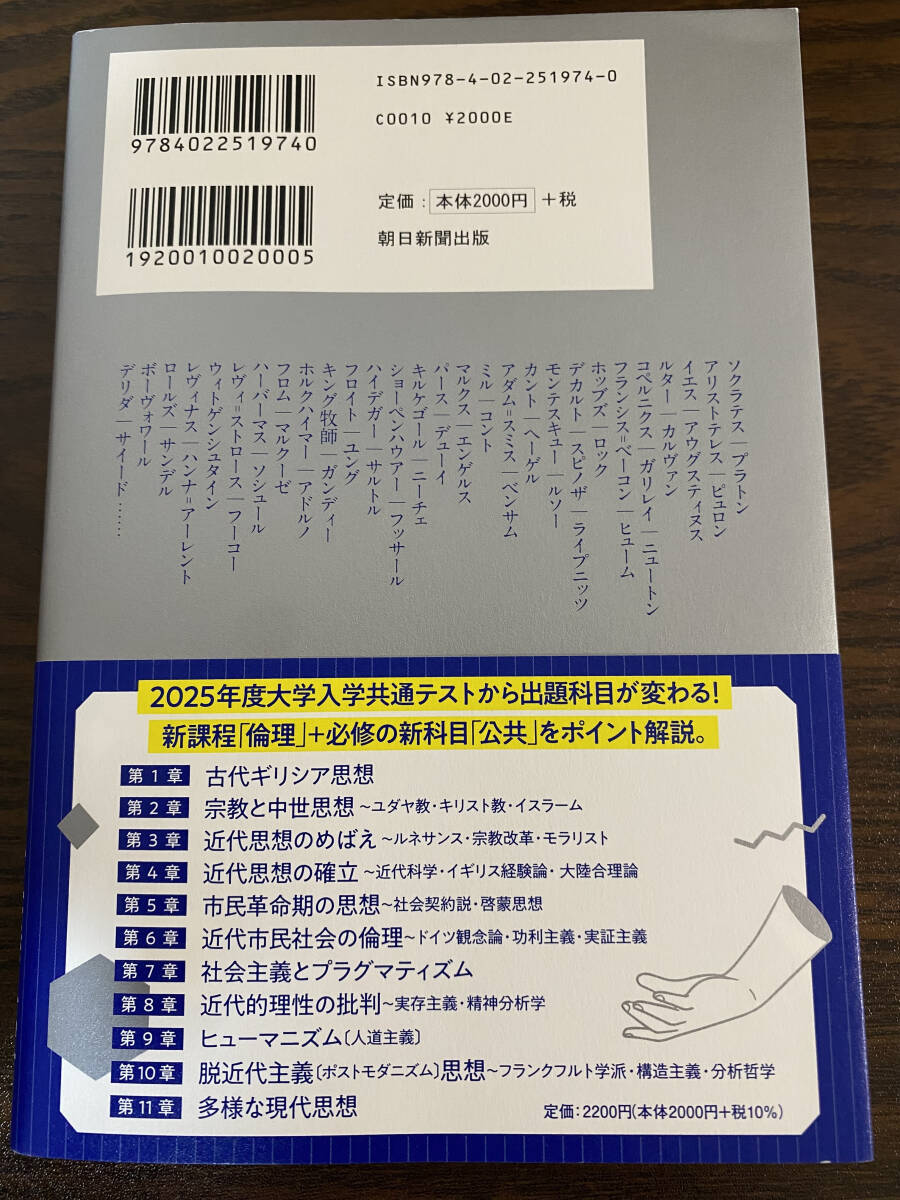 ISBN978-4-02-251974-0
C0010 ¥2000E
9784022519740
定価：本体2000円＋税
1920010020005
朝日新聞出版
ソクラテス｜プラトン
アリストテレス｜ピュロン
イエス｜アウグスティヌス
ルター｜カルヴァン
コペルニクス｜ガリレイ｜ニュートン
フランシス＝ベーコン｜ヒューム
ホッブズ｜ロック
デカルト｜スピノザ｜ライプニッツ
モンテスキュー｜ルソー
カント｜ヘーゲル
アダム＝スミス｜ベンサム
ミル｜コント
マルクス｜エンゲルス
パース｜デューイ
キルケゴール｜ニーチェ
ショーペンハウアー｜フッサール
ハイデガー｜サルトル
フロイト｜ユング
キング牧師｜ガンディー
ホルクハイマー｜アドルノ
フロム｜マルクーゼ
ハーバーマス｜ソシュール
レヴィ＝ストロース｜フーコー
ウィトゲンシュタイン
レヴィナス｜ハンナ＝アーレント
ロールズ｜サンデル
ボーヴォワール
デリダ｜サイード……
2025年度大学入学共通テストから出題科目が変わる！
新課程「倫理」＋必修の新科目「公共」をポイント解説。
第1章 古代ギリシア思想
第2章 宗教と中世思想～ユダヤ教・キリスト教・イスラーム
第3章 近代思想のめばえ～ルネサンス・宗教改革・モラリスト
第4章 近代思想の確立～近代科学・イギリス経験論・大陸合理論
第5章 市民革命期の思想～社会契約説・啓蒙思想
第6章 近代市民社会の倫理～ドイツ観念論・功利主義・実証主義
第7章 社会主義とプラグマティズム
第8章 近代的理性の批判～実存主義・精神分析学
第9章 ヒューマニズム〔人道主義〕
第10章 脱近代主義〔ポストモダニズム〕思想～フランクフルト学派・構造主義・分析哲学
第11章 多様な現代思想
定価：2200円（本体2000円＋税10％）